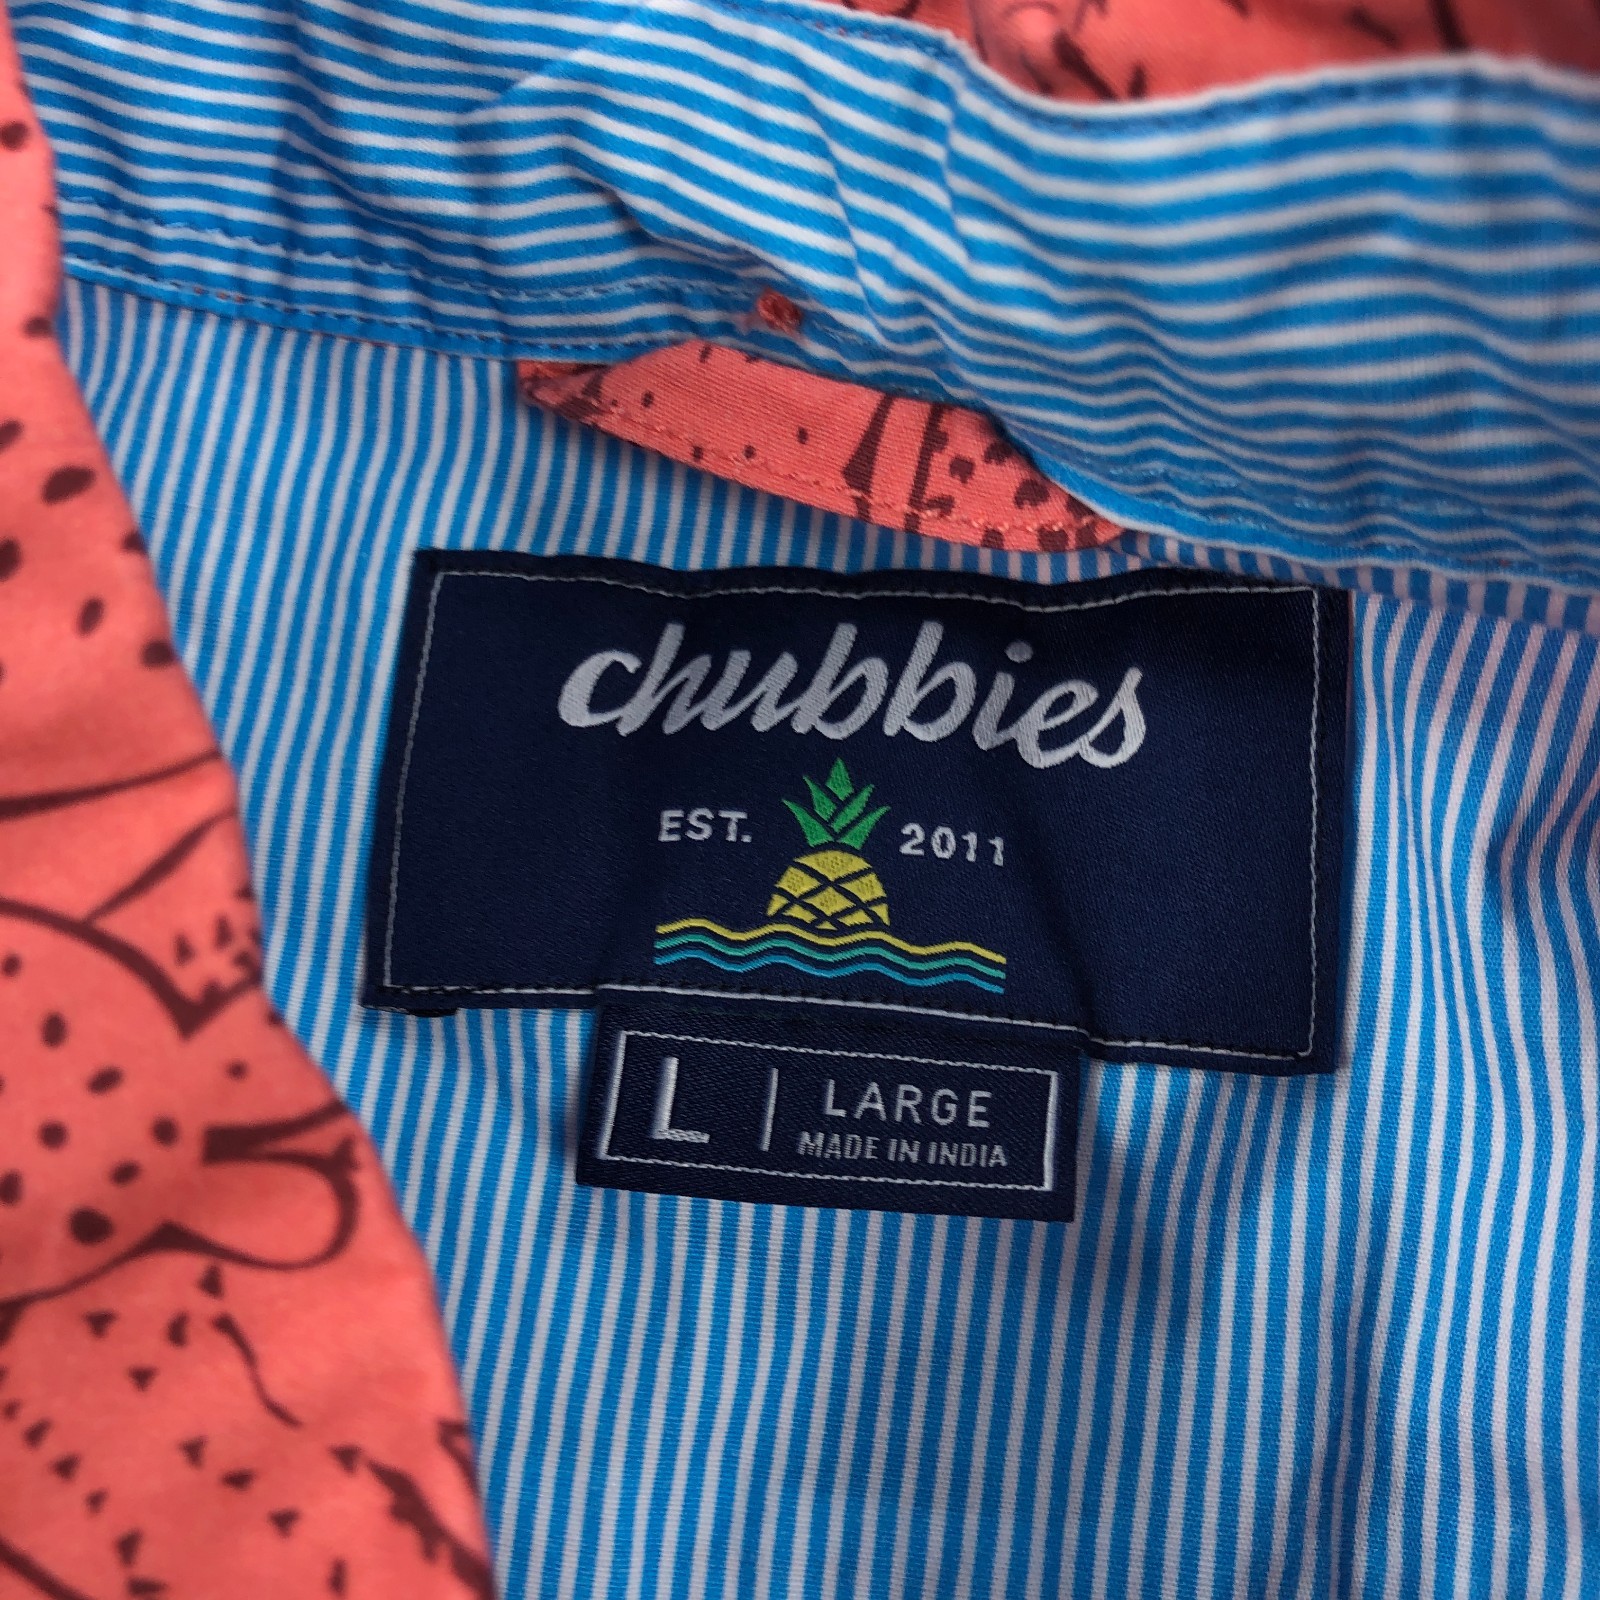 chubbies
EST. 2011
L | LARGE
MADE IN INDIA